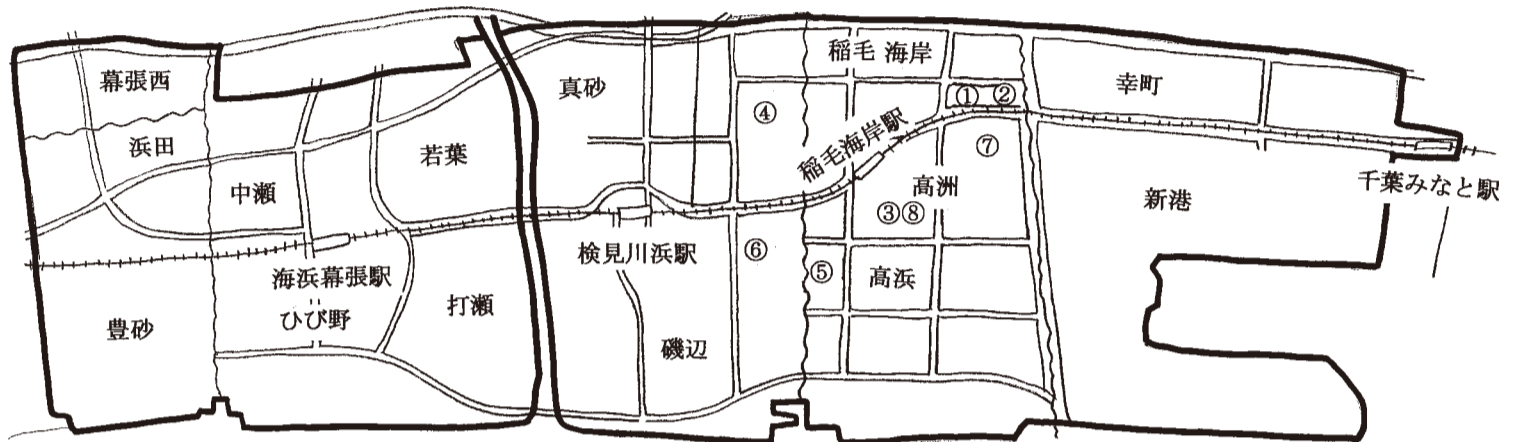 幕張西
浜田
中瀬
若葉
海浜幕張駅
ひび野
豊砂
打瀬
真砂
検見川浜駅
磯辺
稲毛海岸
稲毛海岸駅
高洲
高浜
幸町
新港
千葉みなと駅
①
②
③⑧
④
⑤
⑥
⑦